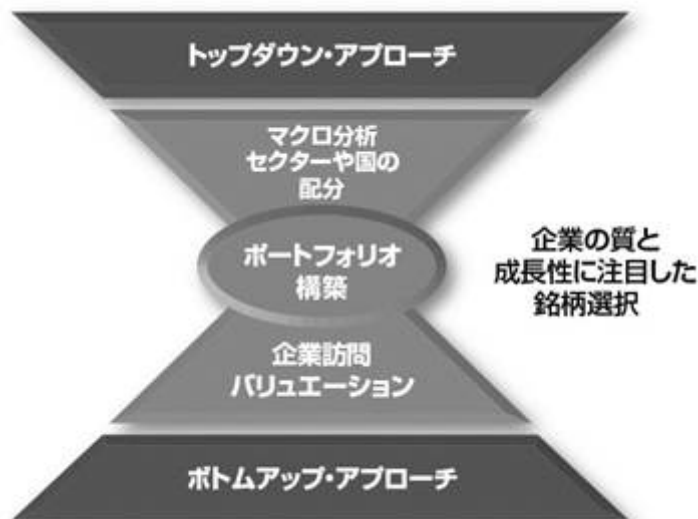 トップダウン・アプローチ
マクロ分析
セクターや国の
配分
ポートフォリオ
構築
企業の質と
成長性に注目した
銘柄選択
企業訪問
バリュエーション
ボトムアップ・アプローチ